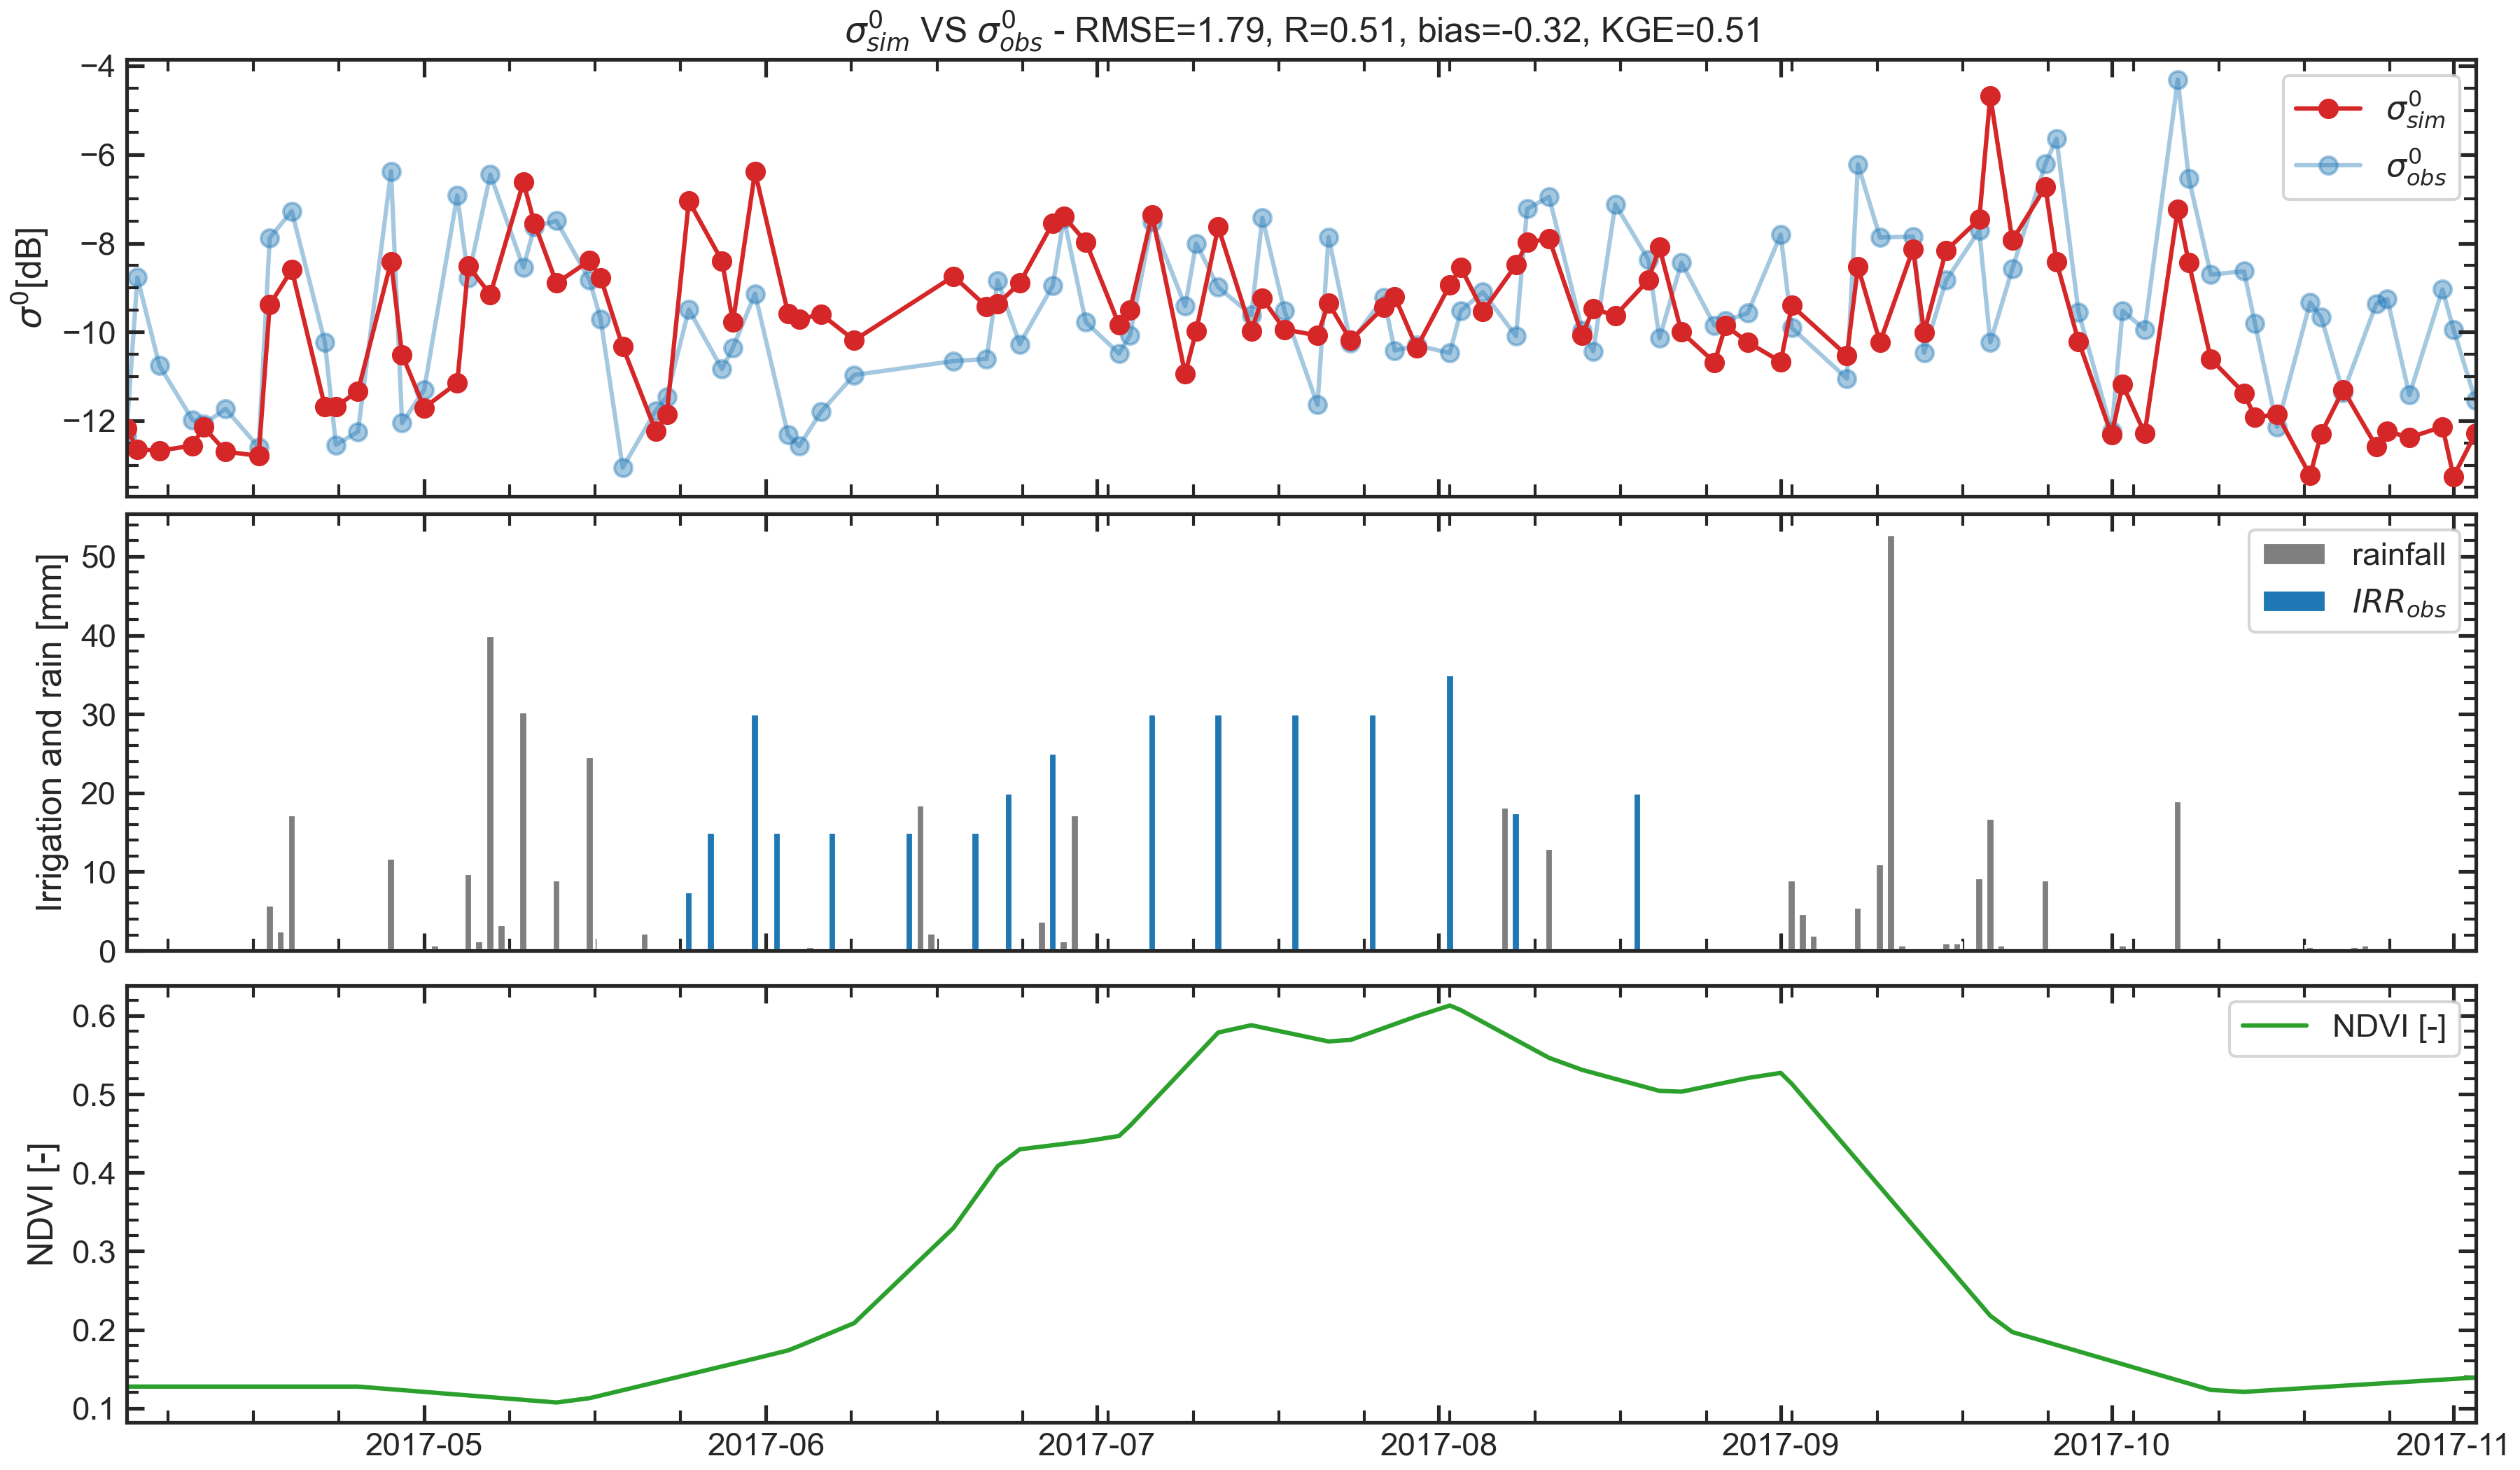 σ⁰sim VS σ⁰obs - RMSE=1.79, R=0.51, bias=-0.32, KGE=0.51
σ⁰[dB]
−4
−6
−8
−10
−12
σ⁰sim
σ⁰obs
Irrigation and rain [mm]
50
40
30
20
10
0
rainfall
IRRobs
NDVI [-]
0.6
0.5
0.4
0.3
0.2
0.1
NDVI [-]
2017-05 2017-06 2017-07 2017-08 2017-09 2017-10 2017-11